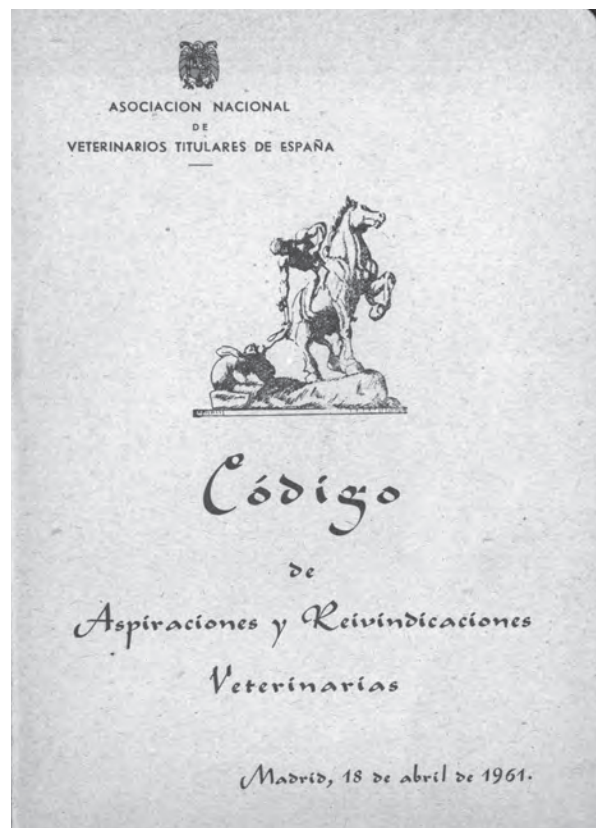 ASOCIACION NACIONAL
DE
VETERINARIOS TITULARES DE ESPAÑA
Código
de
Aspiraciones y Reivindicaciones
Veterinarias
Madrid, 18 de abril de 1961.